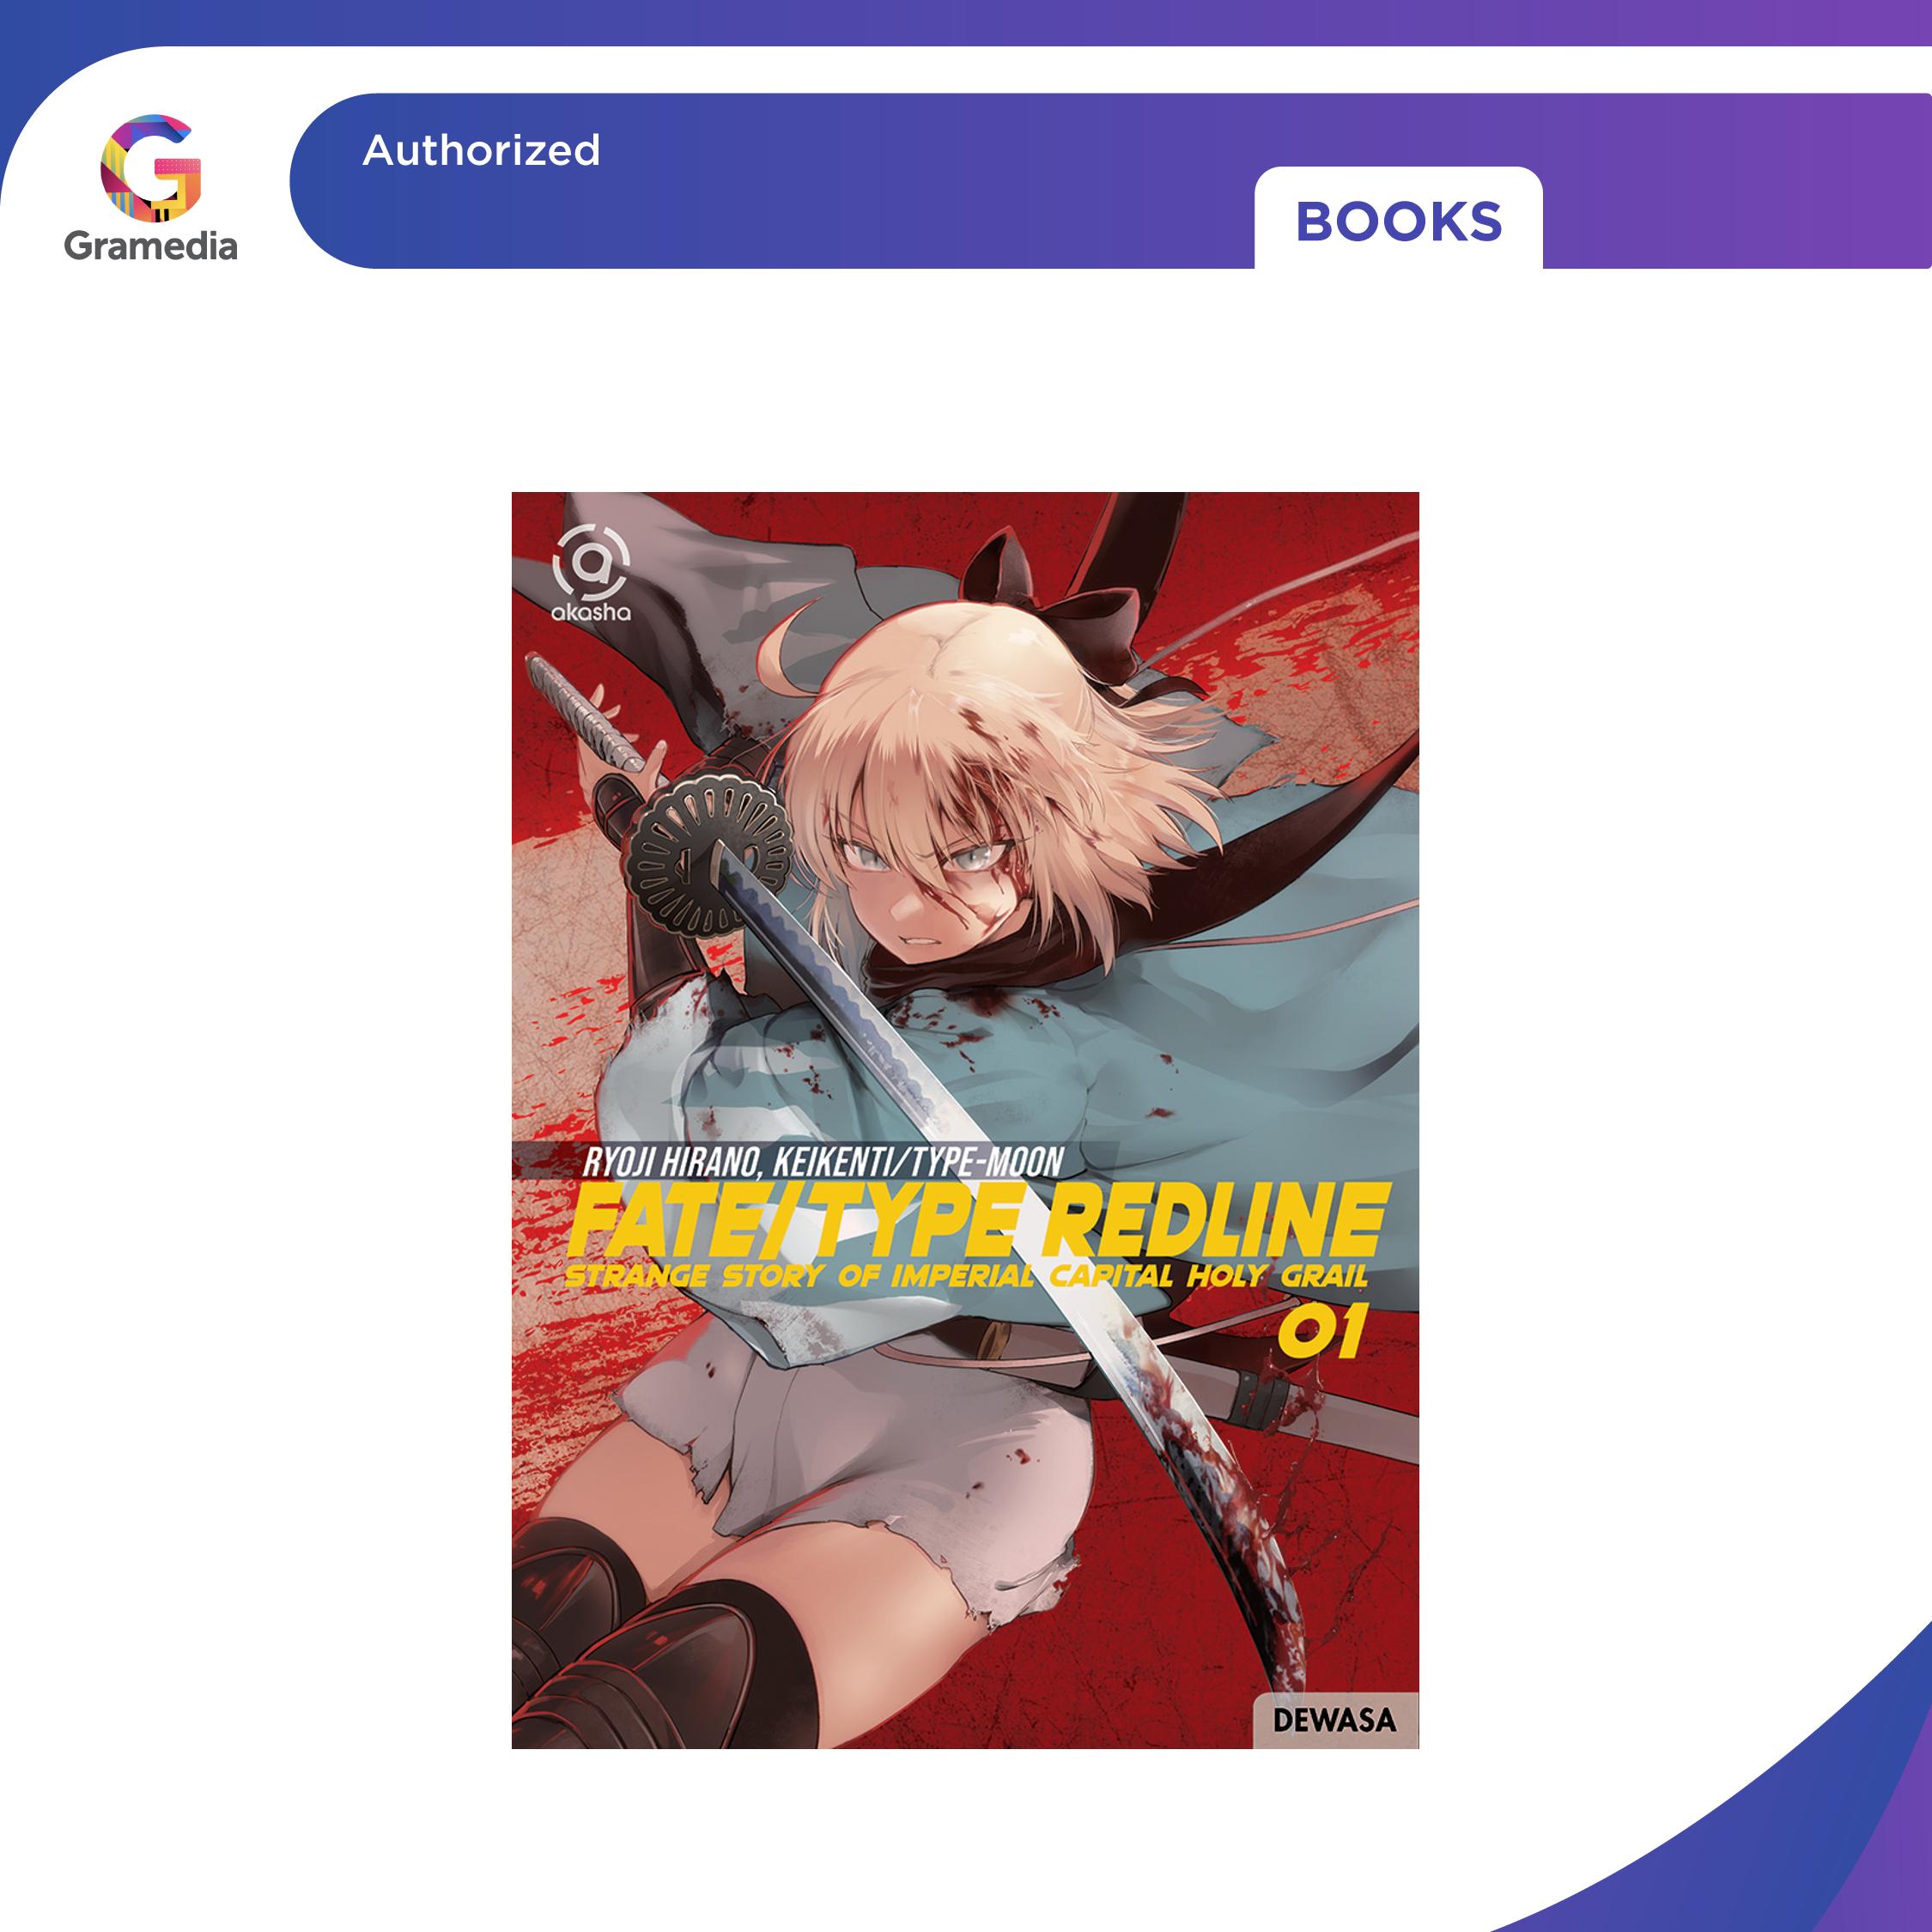 Authorized
Gramedia
BOOKS
akasha
RYOJI HIRANO, KEIKENTI/TYPE-MOON
FATE/TYPE REDLINE
STRANGE STORY OF IMPERIAL CAPITAL HOLY GRAIL
01
DEWASA